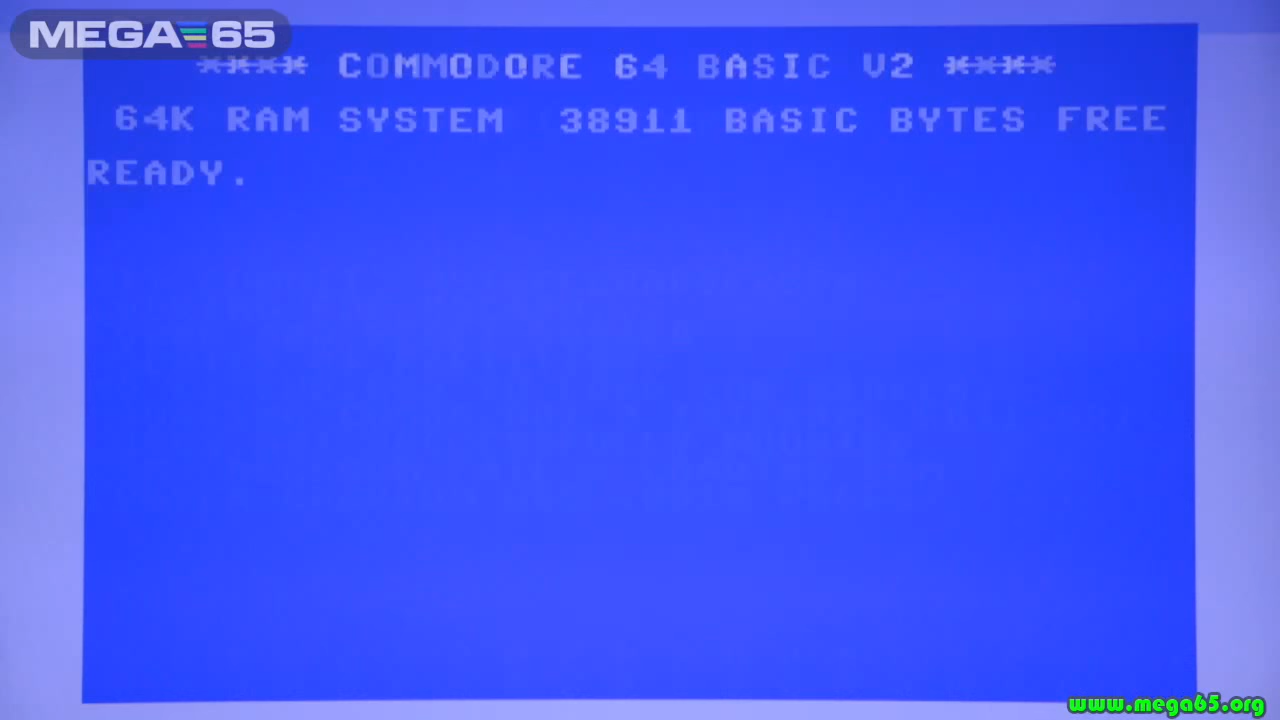 MEGA65
**** COMMODORE 64 BASIC V2 ****
64K RAM SYSTEM 38911 BASIC BYTES FREE
READY.
www.mega65.org